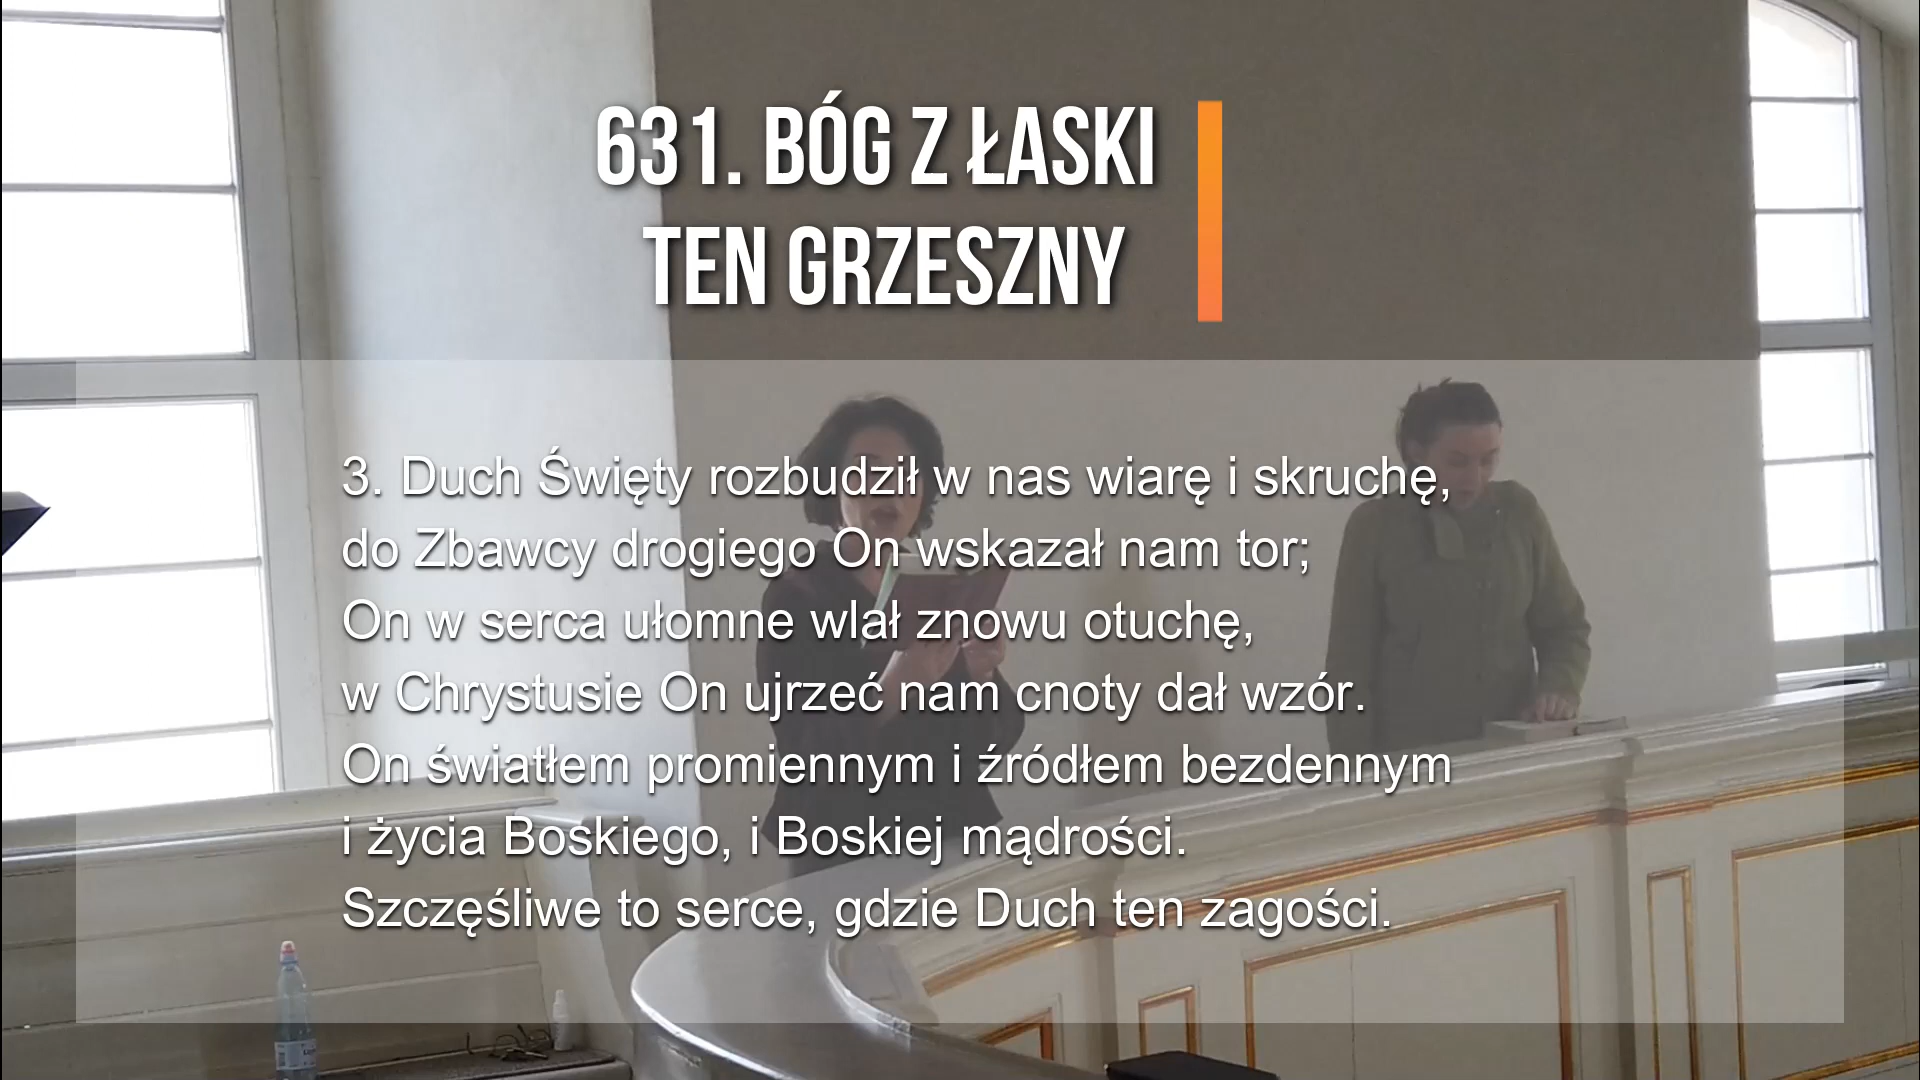 631. BÓG Z ŁASKI
TEN GRZESZNY
3. Duch Święty rozbudził w nas wiarę i skruchę,
do Zbawcy drogiego On wskazał nam tor;
On w serca ułomne wlał znowu otuchę,
w Chrystusie On ujrzeć nam cnoty dał wzór.
On światłem promiennym i źródłem bezdennym
i życia Boskiego, i Boskiej mądrości.
Szczęśliwe to serce, gdzie Duch ten zagości.